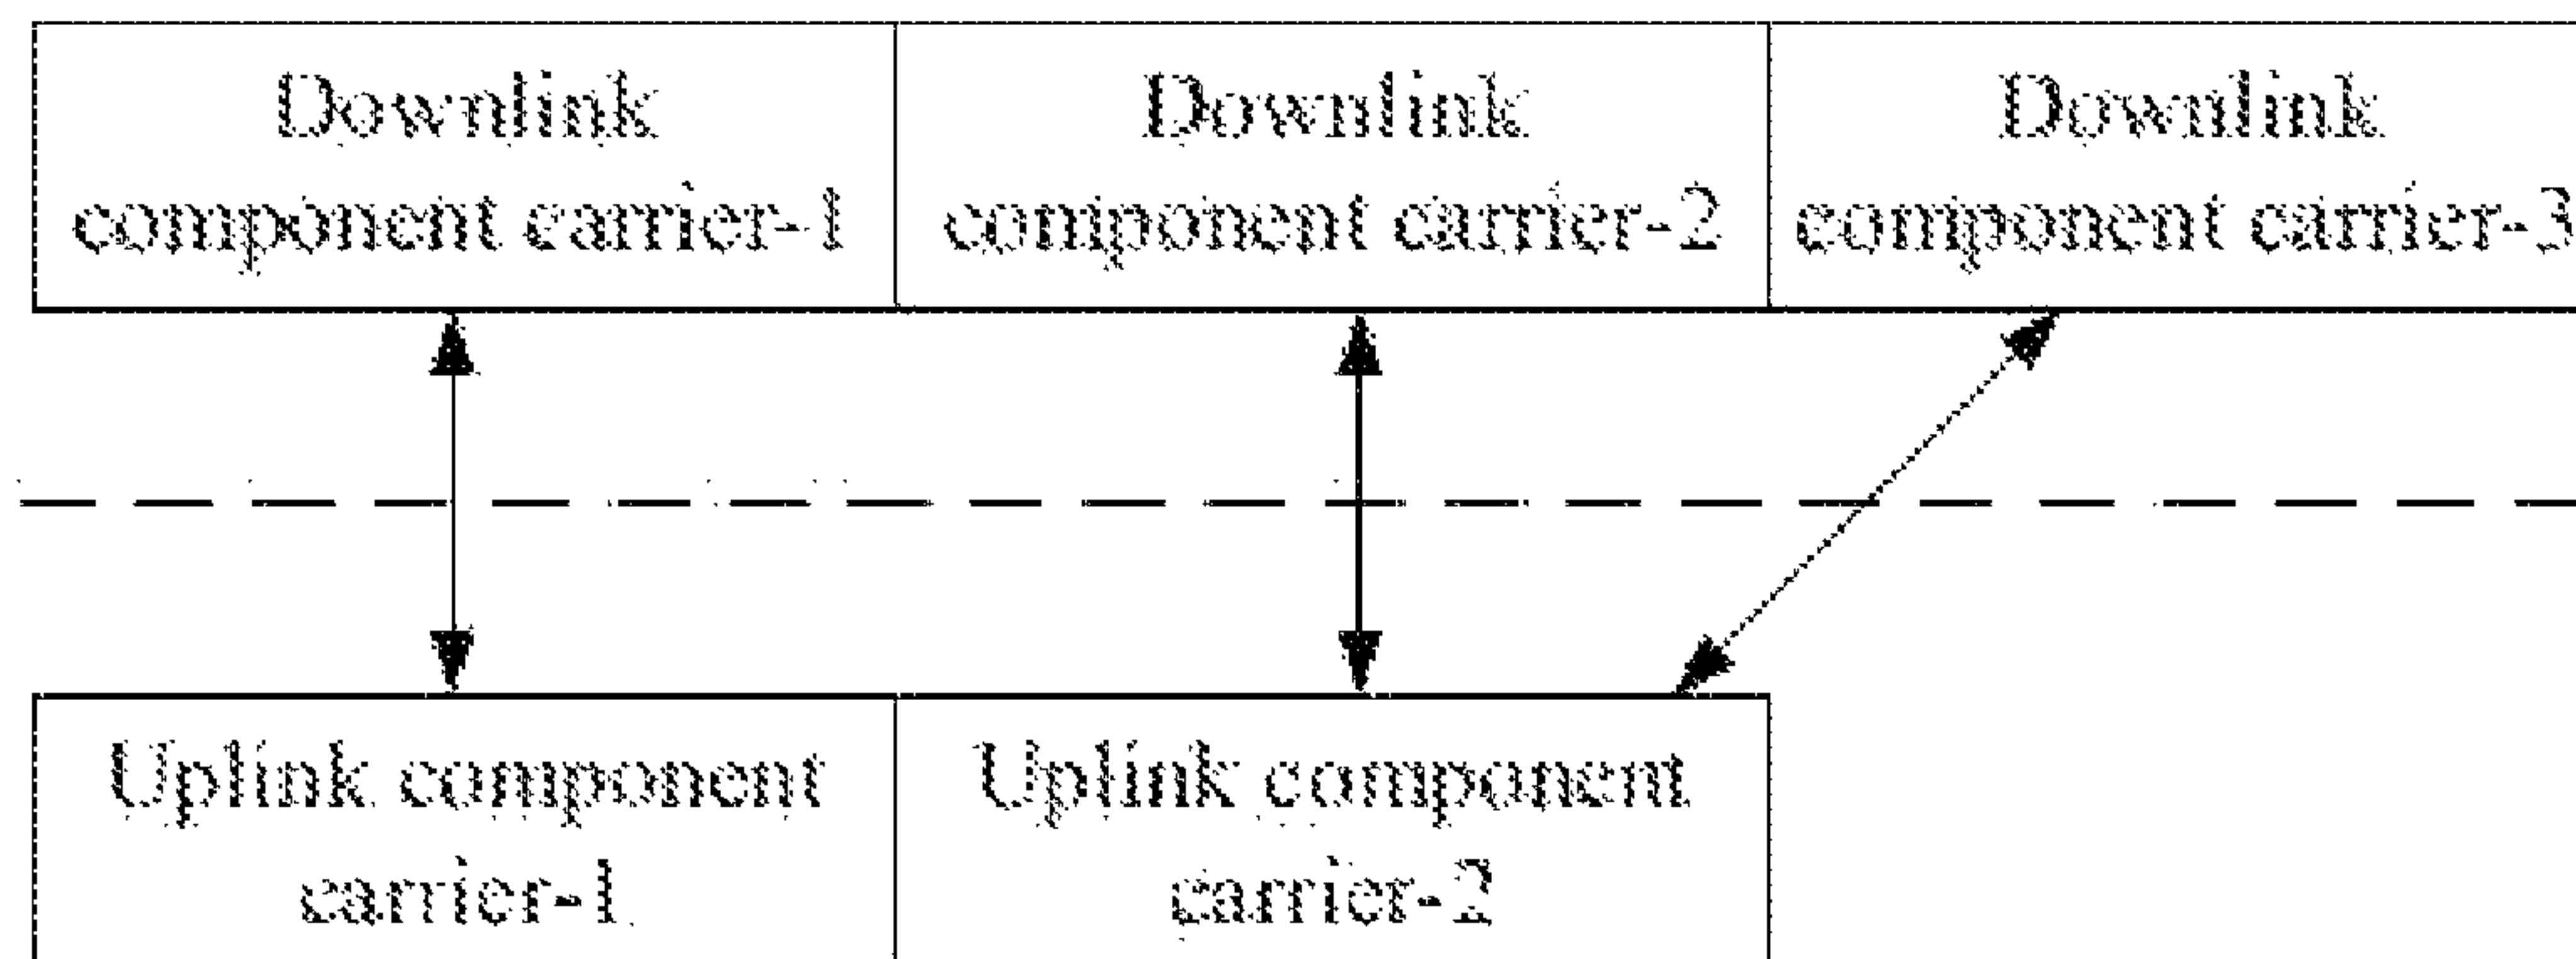 Downlink
component carrier-1
Downlink
component carrier-2
Downlink
component carrier-3
Uplink component
carrier-1
Uplink component
carrier-2